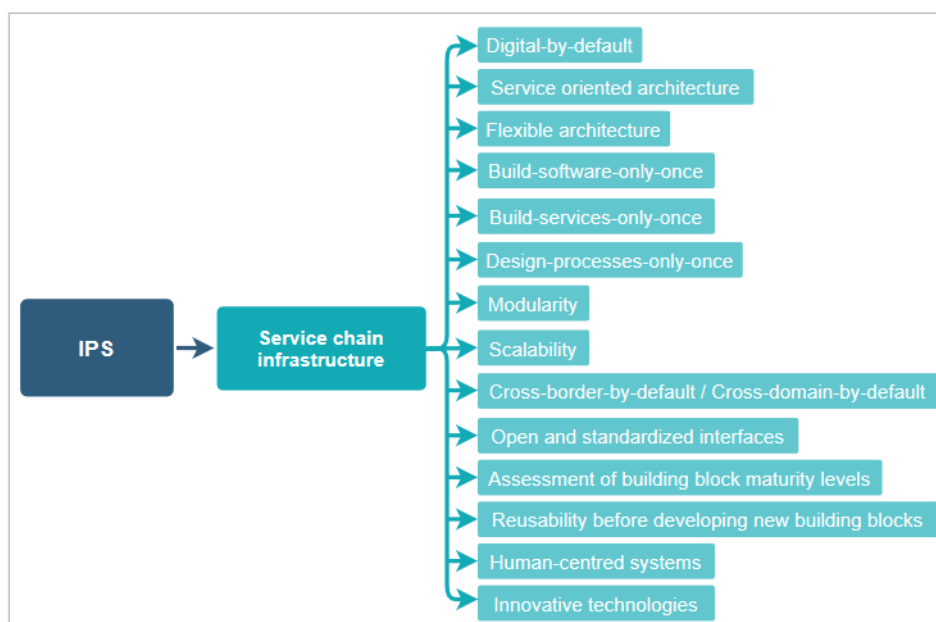 IPS
Service chain
infrastructure
Digital-by-default
Service oriented architecture
Flexible architecture
Build-software-only-once
Build-services-only-once
Design-processes-only-once
Modularity
Scalability
Cross-border-by-default / Cross-domain-by-default
Open and standardized interfaces
Assessment of building block maturity levels
Reusability before developing new building blocks
Human-centred systems
Innovative technologies